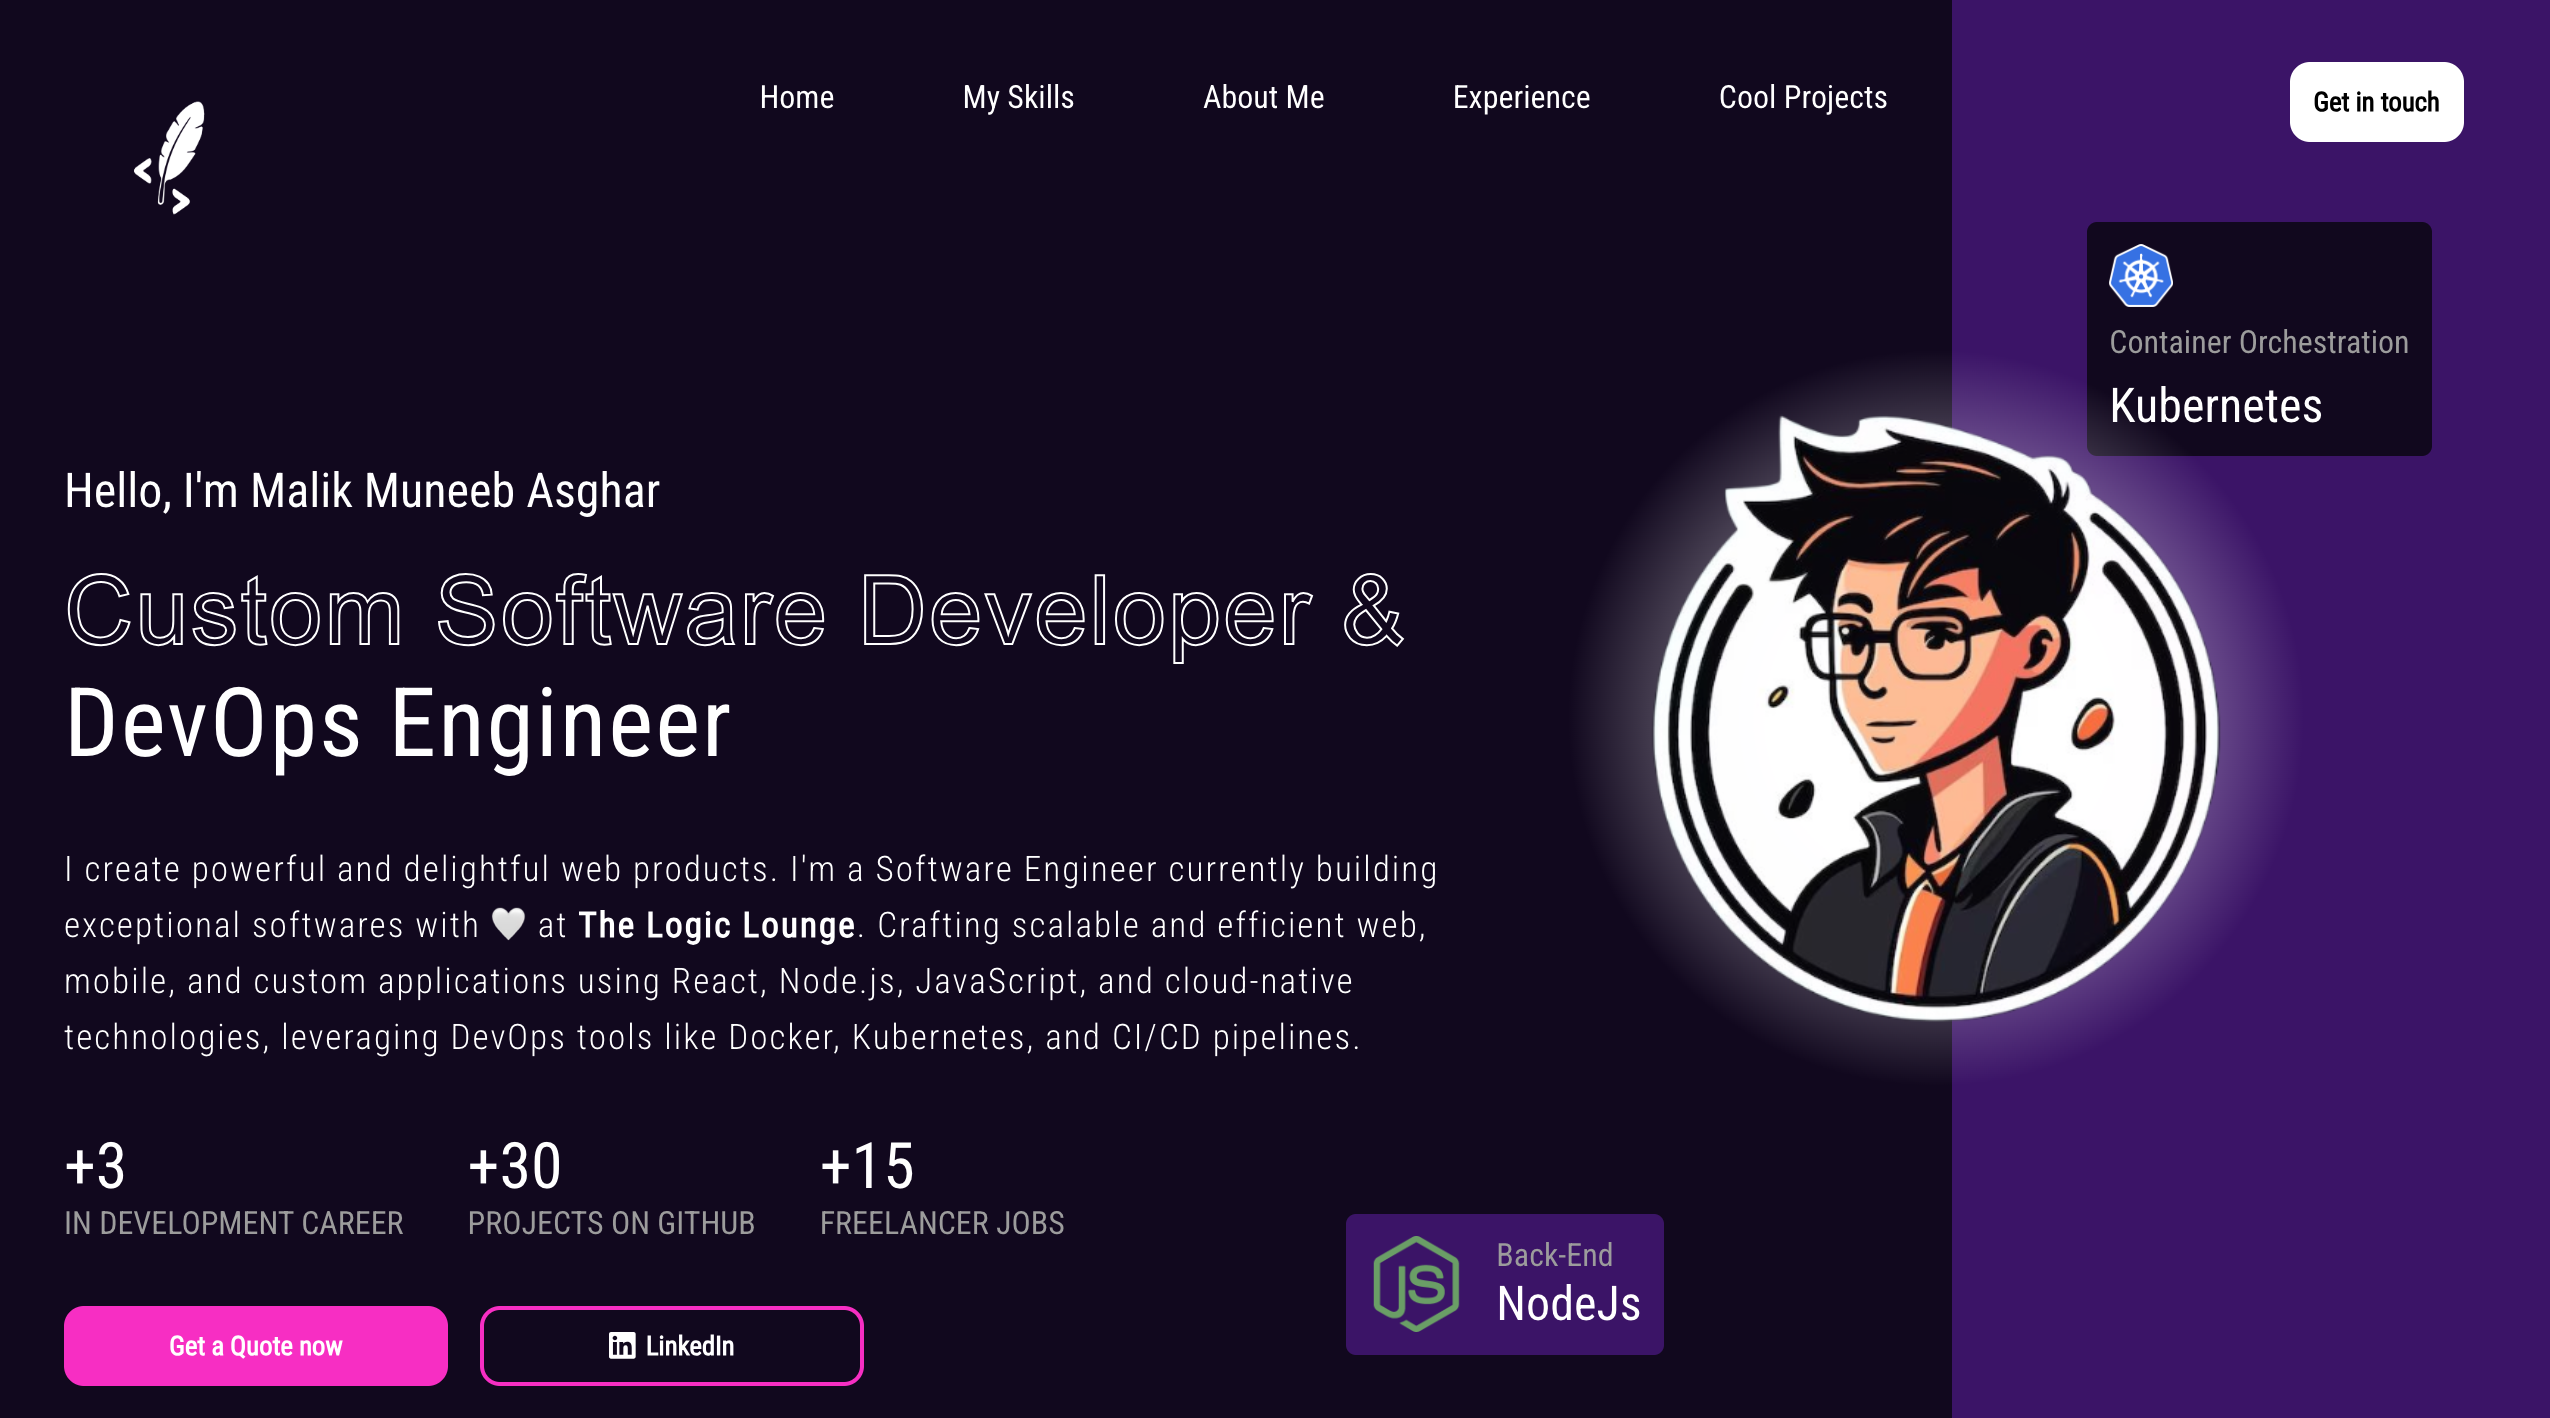 Home
My Skills
About Me
Experience
Cool Projects
Get in touch
< >
Container Orchestration
Kubernetes
Hello, I'm Malik Muneeb Asghar
Custom Software Developer &
DevOps Engineer
I create powerful and delightful web products. I'm a Software Engineer currently building
exceptional softwares with 🤍 at The Logic Lounge. Crafting scalable and efficient web,
mobile, and custom applications using React, Node.js, JavaScript, and cloud-native
technologies, leveraging DevOps tools like Docker, Kubernetes, and CI/CD pipelines.
+3
IN DEVELOPMENT CAREER
+30
PROJECTS ON GITHUB
+15
FREELANCER JOBS
JS
Back-End
NodeJs
Get a Quote now
in LinkedIn